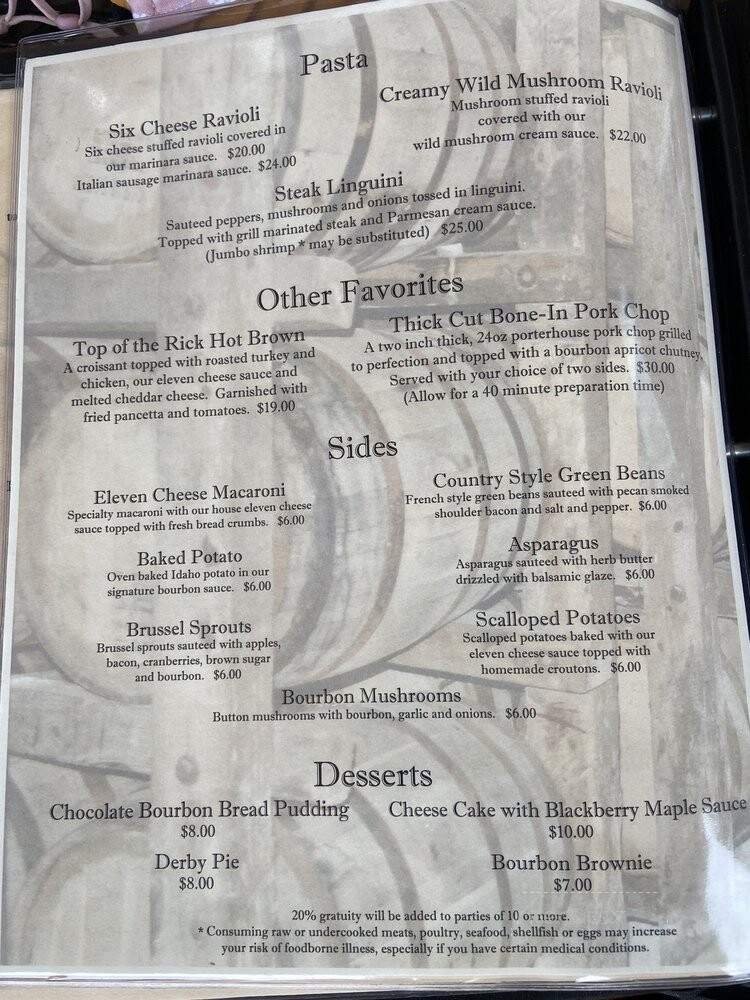 Pasta
Six Cheese Ravioli
Six cheese stuffed ravioli covered in
our marinara sauce. $20.00
Italian sausage marinara sauce. $24.00
Creamy Wild Mushroom Ravioli
Mushroom stuffed ravioli
covered with our
wild mushroom cream sauce. $22.00
Steak Linguini
Sauteed peppers, mushrooms and onions tossed in linguini.
Topped with grill marinated steak and Parmesan cream sauce.
(Jumbo shrimp * may be substituted) $25.00
Other Favorites
Top of the Rick Hot Brown
A croissant topped with roasted turkey and
chicken, our eleven cheese sauce and
melted cheddar cheese. Garnished with
fried pancetta and tomatoes. $19.00
Thick Cut Bone-In Pork Chop
A two inch thick, 24oz porterhouse pork chop grilled
to perfection and topped with a bourbon apricot chutney.
Served with your choice of two sides. $30.00
(Allow for a 40 minute preparation time)
Sides
Eleven Cheese Macaroni
Specialty macaroni with our house eleven cheese
sauce topped with fresh bread crumbs. $6.00
Country Style Green Beans
French style green beans sauteed with pecan smoked
shoulder bacon and salt and pepper. $6.00
Baked Potato
Oven baked Idaho potato in our
signature bourbon sauce. $6.00
Asparagus
Asparagus sauteed with herb butter
drizzled with balsamic glaze. $6.00
Brussel Sprouts
Brussel sprouts sauteed with apples,
bacon, cranberries, brown sugar
and bourbon. $6.00
Scalloped Potatoes
Scalloped potatoes baked with our
eleven cheese sauce topped with
homemade croutons. $6.00
Bourbon Mushrooms
Button mushrooms with bourbon, garlic and onions. $6.00
Desserts
Chocolate Bourbon Bread Pudding
$8.00
Cheese Cake with Blackberry Maple Sauce
$10.00
Derby Pie
$8.00
Bourbon Brownie
$7.00
20% gratuity will be added to parties of 10 or more.
* Consuming raw or undercooked meats, poultry, seafood, shellfish or eggs may increase
your risk of foodborne illness, especially if you have certain medical conditions.